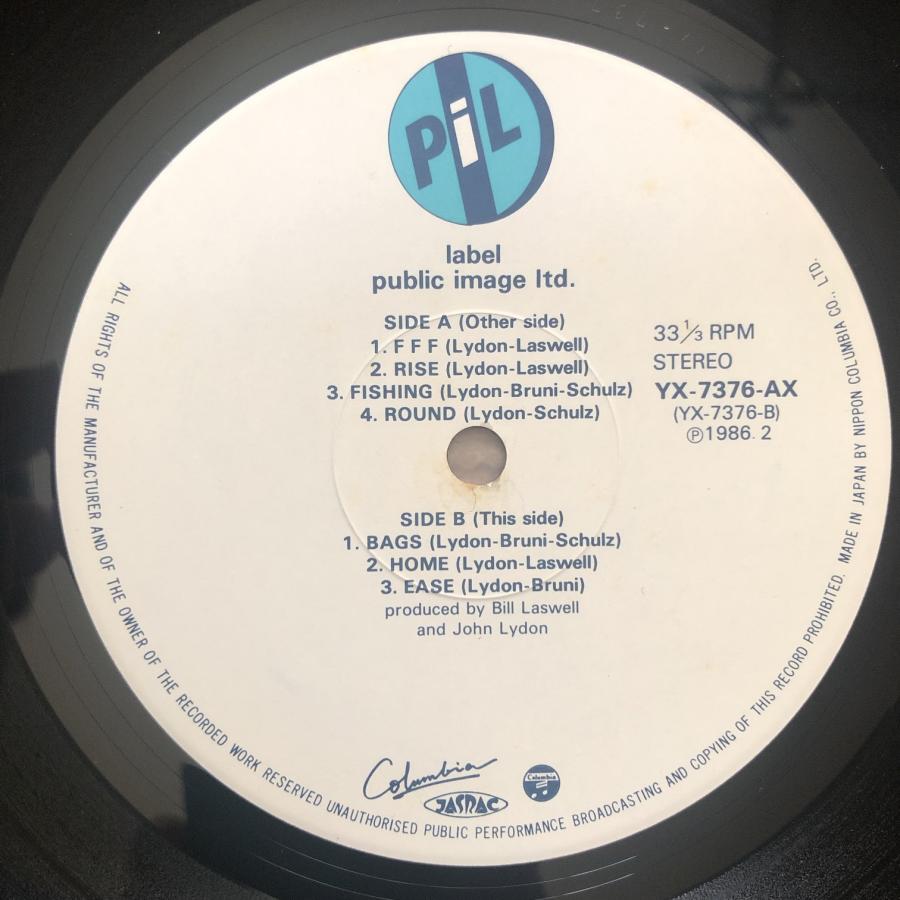 PiL
label
public image ltd.
SIDE A (Other side)
1. F F F (Lydon-Laswell)
2. RISE (Lydon-Laswell)
3. FISHING (Lydon-Bruni-Schulz)
4. ROUND (Lydon-Schulz)
33 1/3 RPM
STEREO
YX-7376-AX
(YX-7376-B)
Ⓟ1986. 2
SIDE B (This side)
1. BAGS (Lydon-Bruni-Schulz)
2. HOME (Lydon-Laswell)
3. EASE (Lydon-Bruni)
produced by Bill Laswell
and John Lydon
Columbia
JASRAC
Columbia
ALL RIGHTS OF THE MANUFACTURER AND OF THE OWNER OF THE RECORDED WORK RESERVED UNAUTHORISED PUBLIC PERFORMANCE BROADCASTING AND COPYING OF THIS RECORD PROHIBITED. MADE IN JAPAN BY NIPPON COLUMBIA CO., LTD.